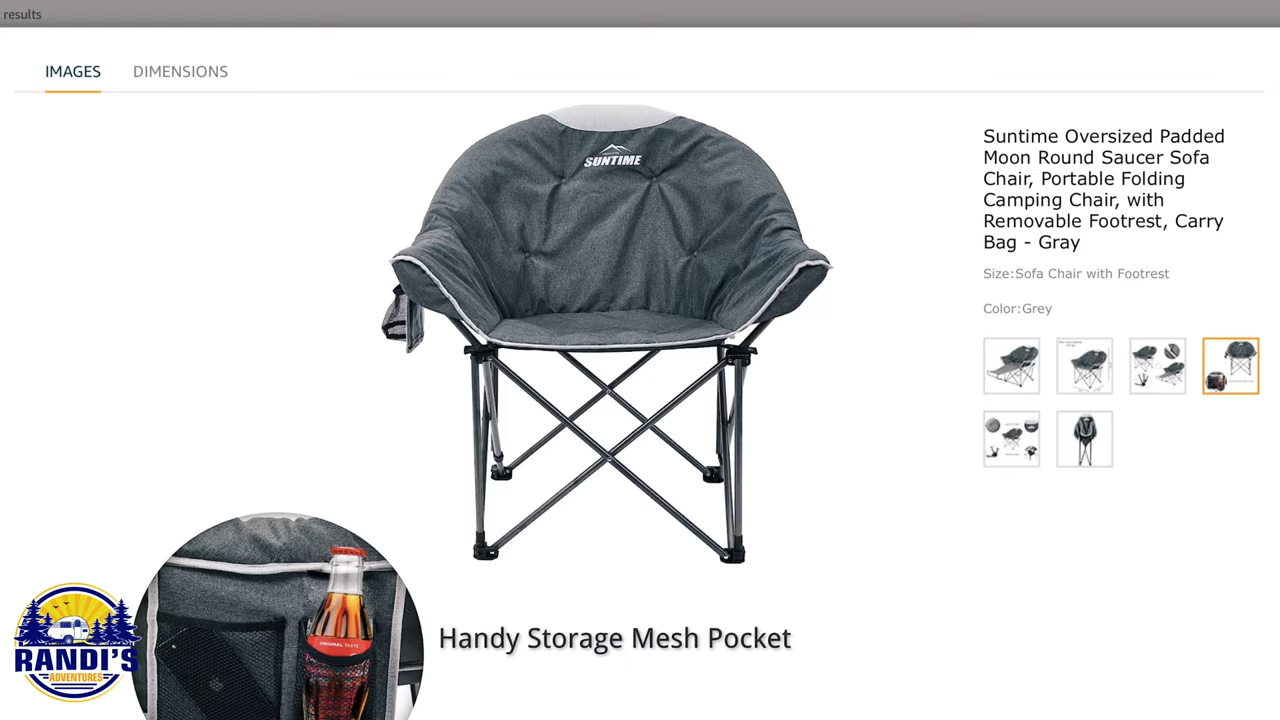 results
IMAGES
DIMENSIONS
SUNTIME
Suntime Oversized Padded
Moon Round Saucer Sofa
Chair, Portable Folding
Camping Chair, with
Removable Footrest, Carry
Bag - Gray
Size:Sofa Chair with Footrest
Color:Grey
ORIGINAL TASTE
Handy Storage Mesh Pocket
RANDI'S
ADVENTURES